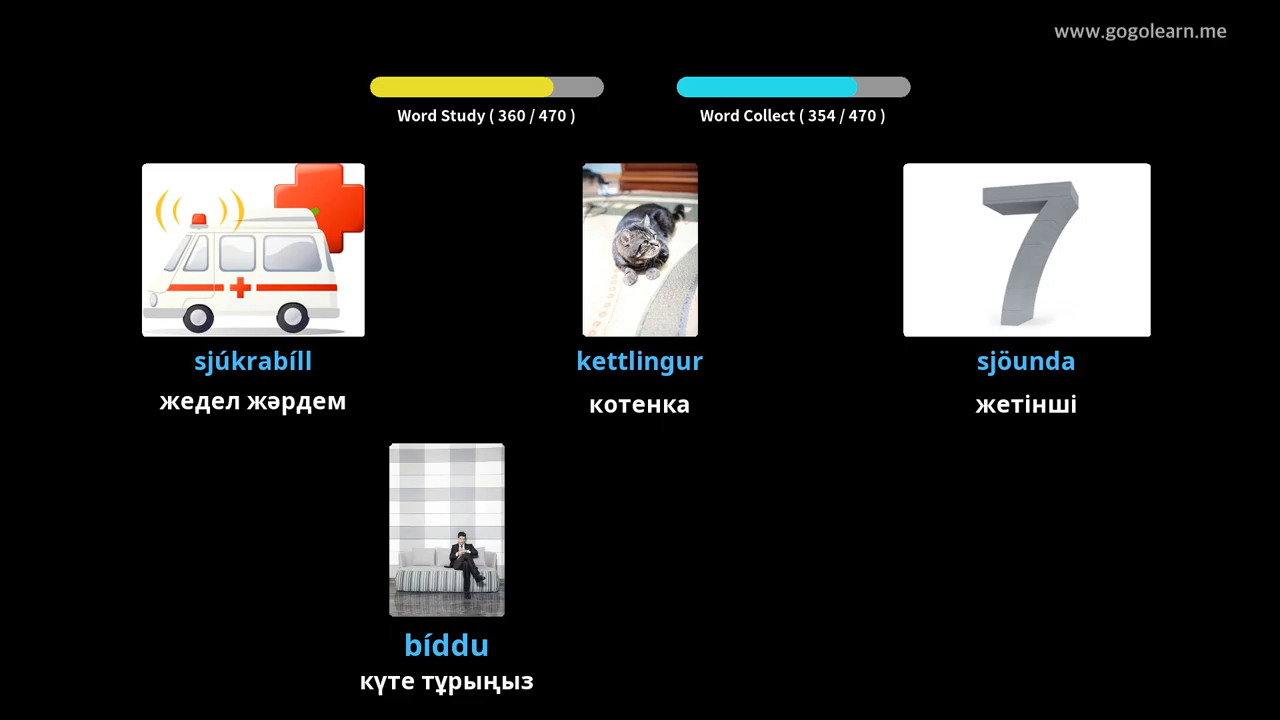 www.gogolearn.me
Word Study ( 360 / 470 )
Word Collect ( 354 / 470 )
sjúkrabíll
kettlingur
sjöunda
жедел жәрдем
котенка
жетінші
bíddu
күте тұрыңыз